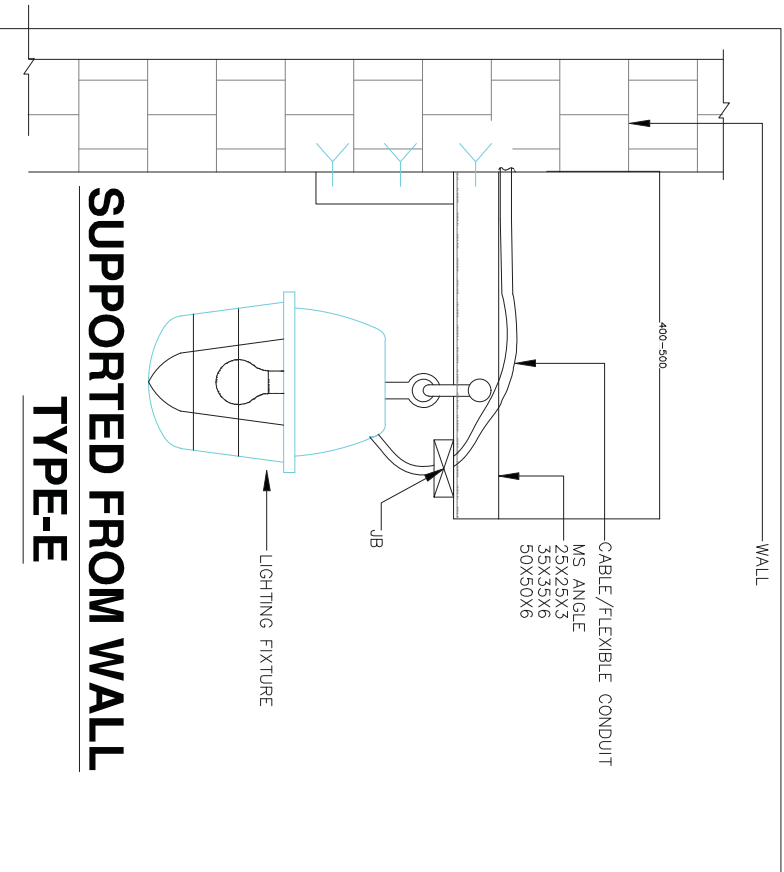 WALL
400-500
CABLE/FLEXIBLE CONDUIT
MS ANGLE
25X25X3
35X35X6
50X50X6
JB
LIGHTING FIXTURE
SUPPORTED FROM WALL
TYPE-E